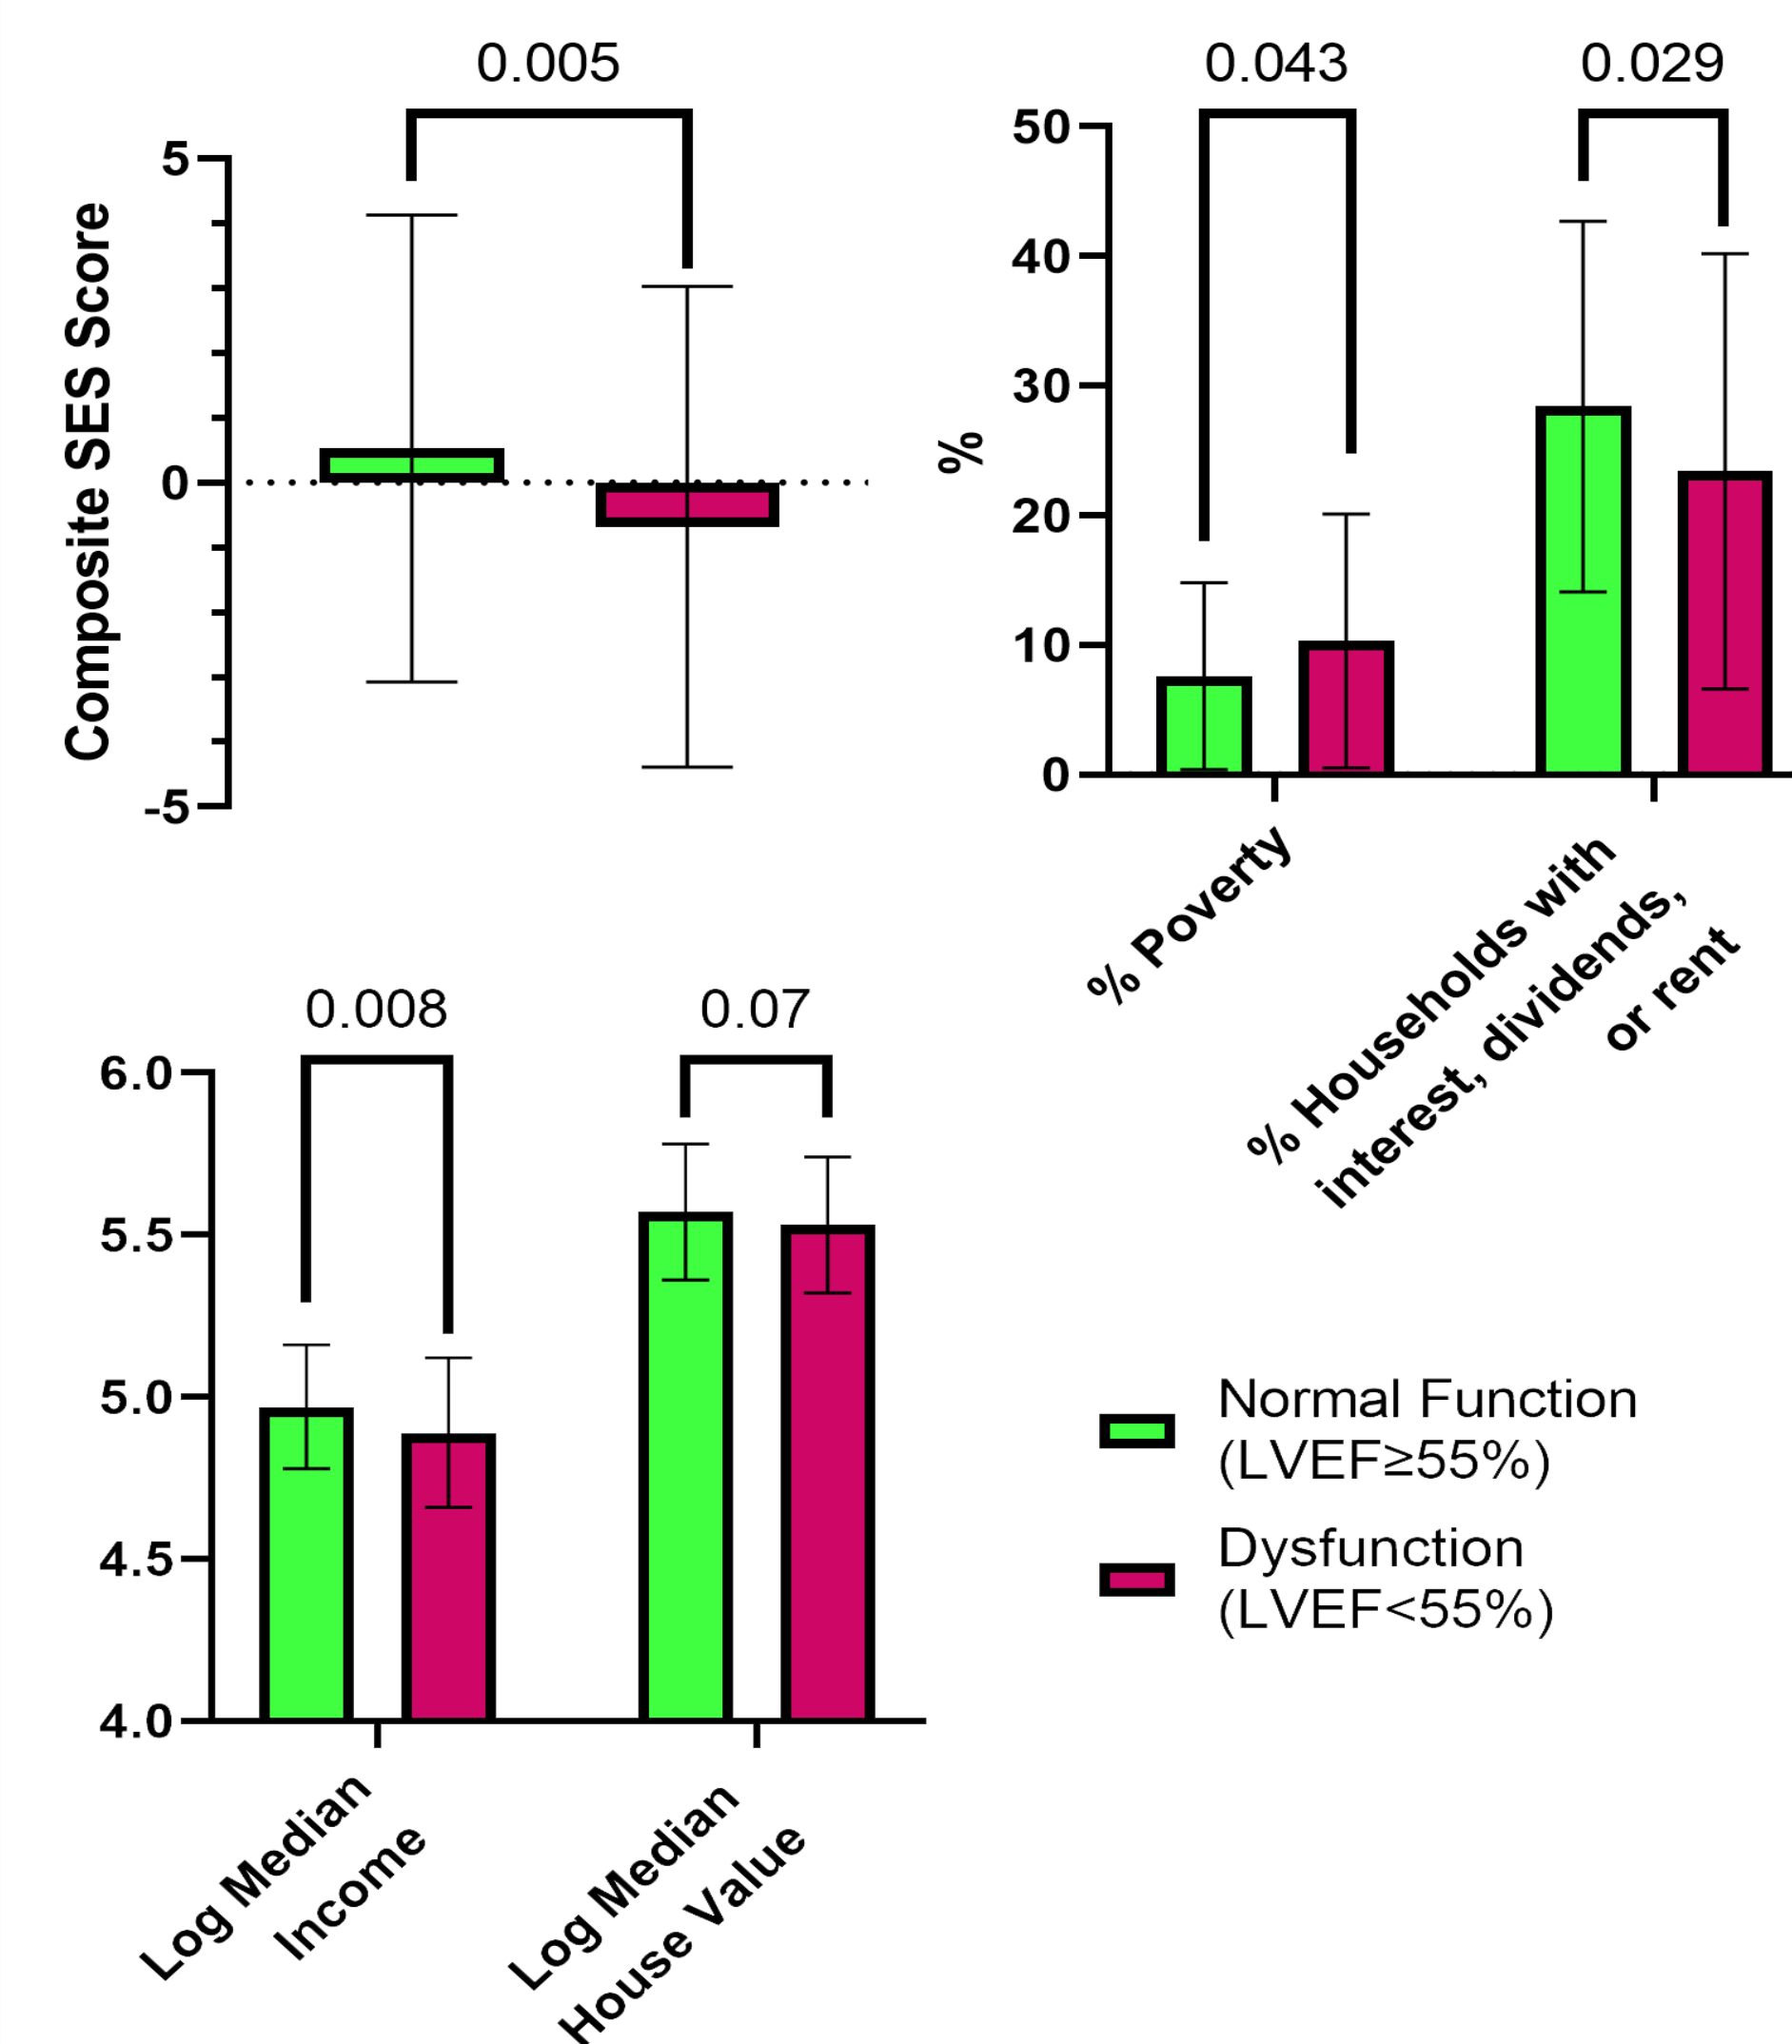 0.005
5
0
-5
Composite SES Score
0.043
0.029
50
40
30
20
10
0
%
% Poverty
% Households with
interest, dividends,
or rent
0.008
0.07
6.0
5.5
5.0
4.5
4.0
Log Median
Income
Log Median
House Value
Normal Function
(LVEF≥55%)
Dysfunction
(LVEF<55%)